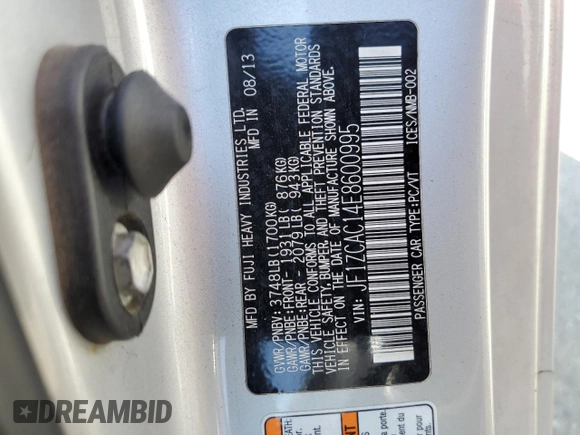 MFD BY FUJI HEAVY INDUSTRIES LTD.
MFD IN 08/13
GVWR/PNBV: 3748LB(1700KG)
GAWR/PNBE:FRONT- 1931LB( 876KG)
GAWR/PNBE:REAR - 2079LB( 943KG)
THIS VEHICLE CONFORMS TO ALL APPLICABLE FEDERAL MOTOR
VEHICLE SAFETY,BUMPER AND THEFT PREVENTION STANDARDS
IN EFFECT ON THE DATE OF MANUFACTURE SHOWN ABOVE.
VIN: JF1ZCAC14E8600995
PASSENGER CAR TYPE:PC/VT
ICES/NMB-002
DREAMBID